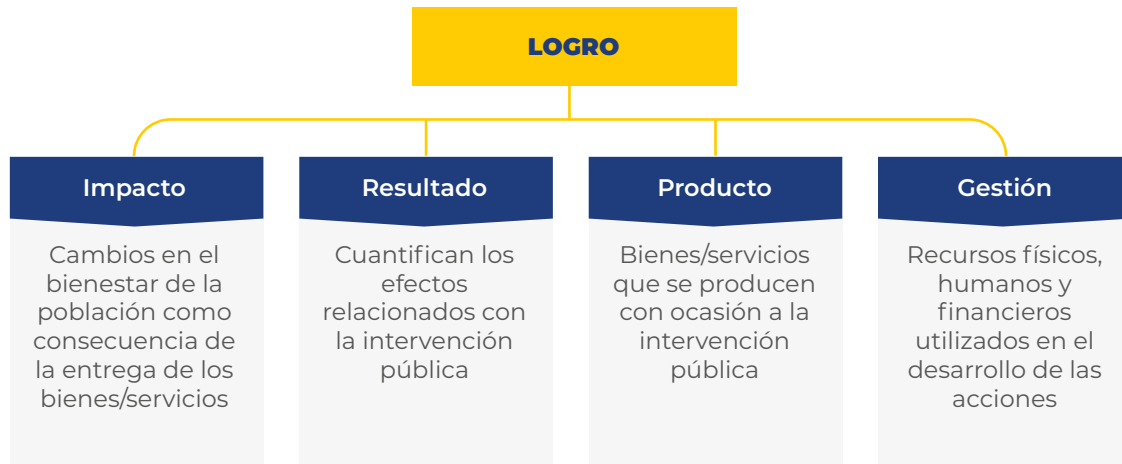 LOGRO
Impacto
Cambios en el
bienestar de la
población como
consecuencia de
la entrega de los
bienes/servicios
Resultado
Cuantifican los
efectos
relacionados con
la intervención
pública
Producto
Bienes/servicios
que se producen
con ocasión a la
intervención
pública
Gestión
Recursos físicos,
humanos y
financieros
utilizados en el
desarrollo de las
acciones